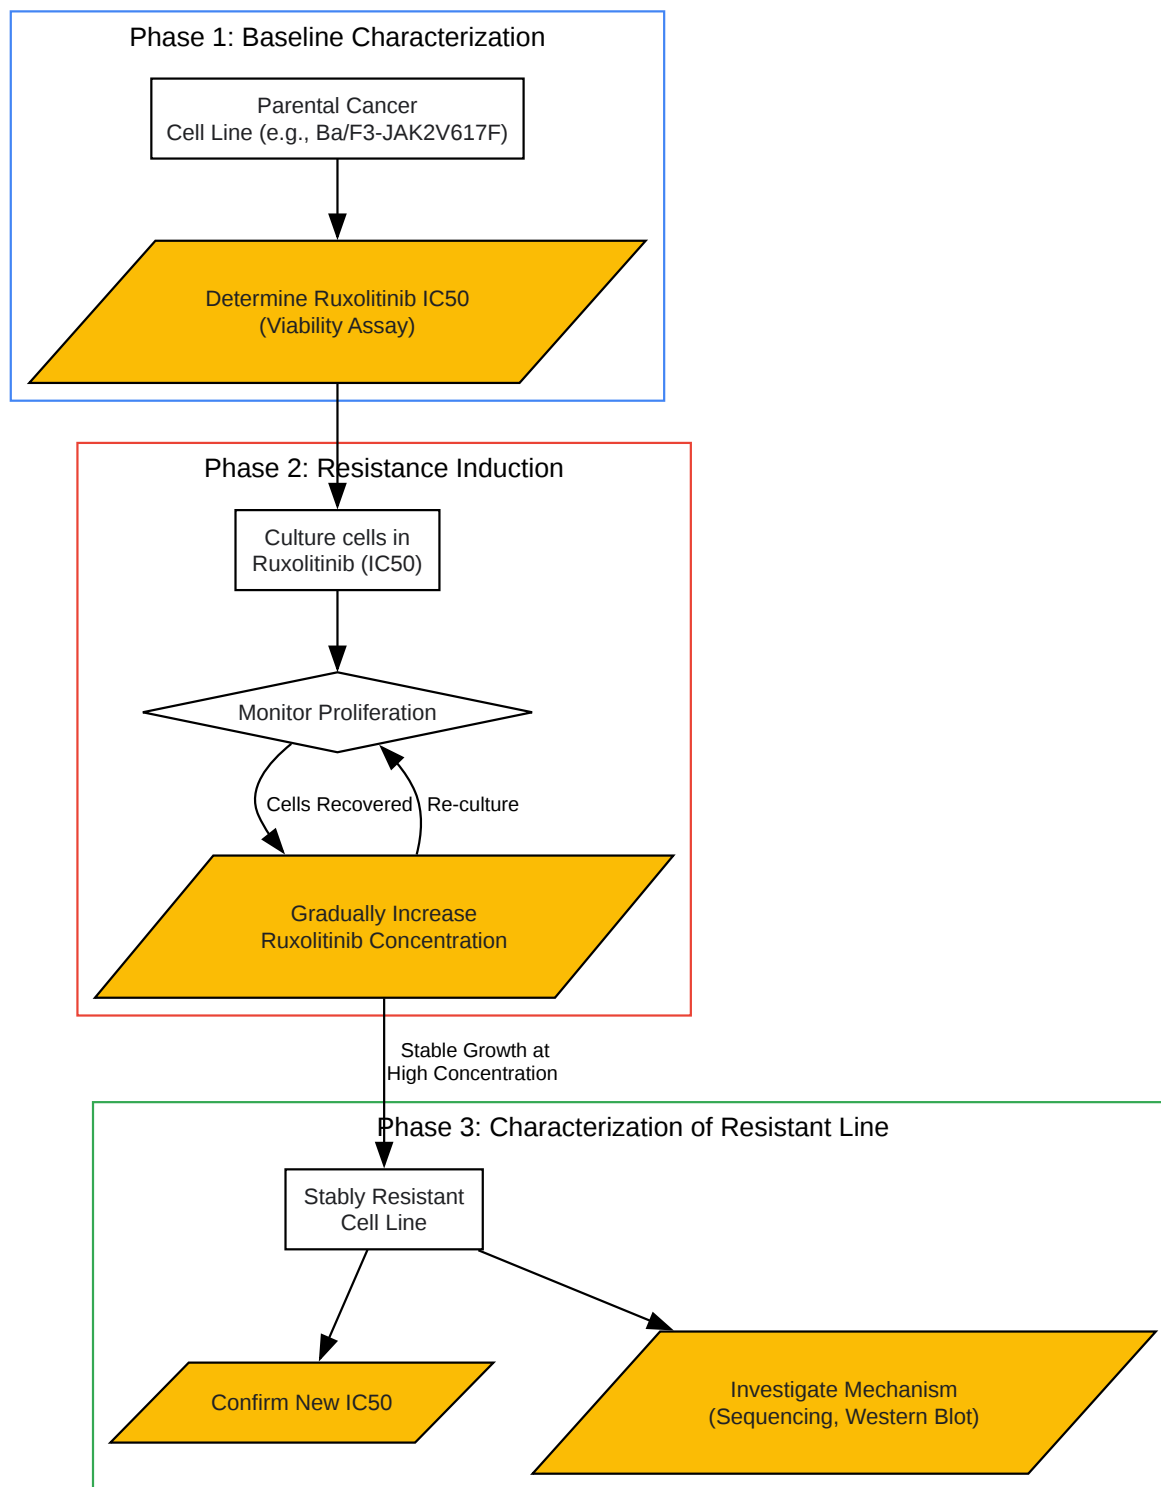 Phase 1: Baseline Characterization
Parental Cancer
Cell Line (e.g., Ba/F3-JAK2V617F)
Determine Ruxolitinib IC50
(Viability Assay)
Phase 2: Resistance Induction
Culture cells in
Ruxolitinib (IC50)
Monitor Proliferation
Cells Recovered
Re-culture
Gradually Increase
Ruxolitinib Concentration
Stable Growth at
High Concentration
Phase 3: Characterization of Resistant Line
Stably Resistant
Cell Line
Confirm New IC50
Investigate Mechanism
(Sequencing, Western Blot)